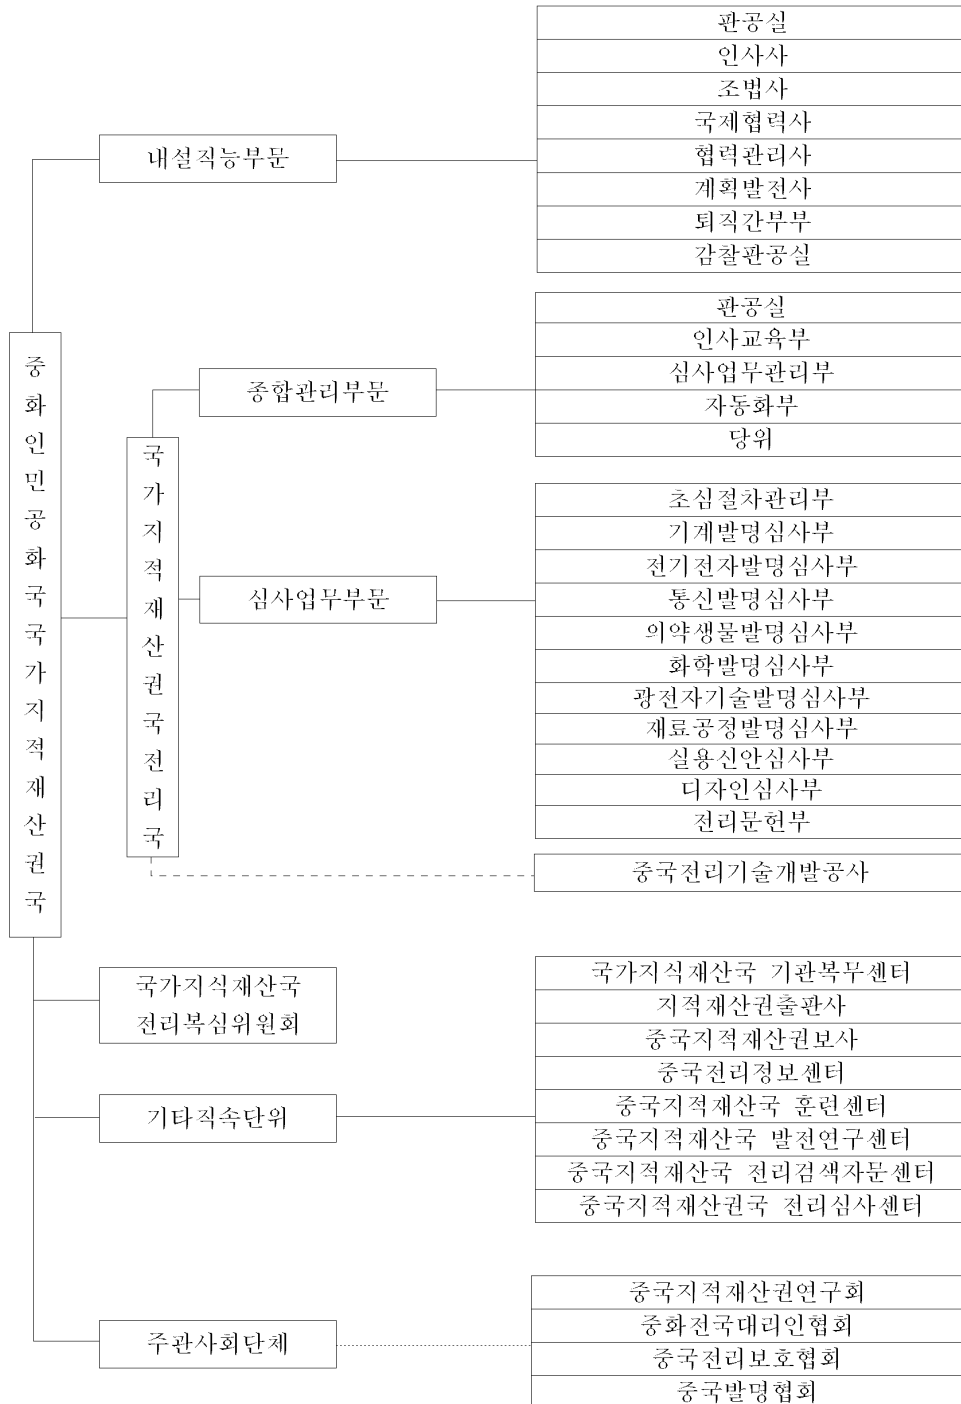 판공실
인사사
조법사
국제협력사
협력관리사
계획발전사
퇴직간부부
감찰판공실
내설직능부문
판공실
인사교육부
심사업무관리부
자동화부
당위
종합관리부문
중화인민공화국국가지적재산권국
국가지적재산권국전리국
초심절차관리부
기계발명심사부
전기전자발명심사부
통신발명심사부
의약생물발명심사부
화학발명심사부
광전자기술발명심사부
재료공정발명심사부
실용신안심사부
디자인심사부
전리문헌부
심사업무부문
중국전리기술개발공사
국가지식재산국
전리복심위원회
국가지식재산국 기관복무센터
지적재산권출판사
중국지적재산권보사
중국전리정보센터
중국지적재산국 훈련센터
중국지적재산국 발전연구센터
중국지적재산국 전리검색자문센터
중국지적재산권국 전리심사센터
기타직속단위
중국지적재산권연구회
중화전국대리인협회
중국전리보호협회
중국발명협회
주관사회단체